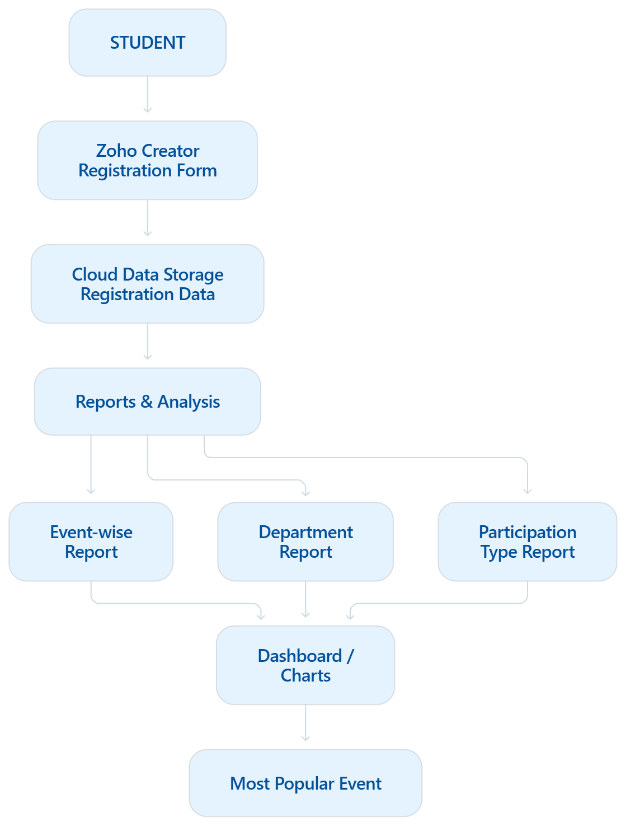 STUDENT
Zoho Creator
Registration Form
Cloud Data Storage
Registration Data
Reports & Analysis
Event-wise
Report
Department
Report
Participation
Type Report
Dashboard /
Charts
Most Popular Event